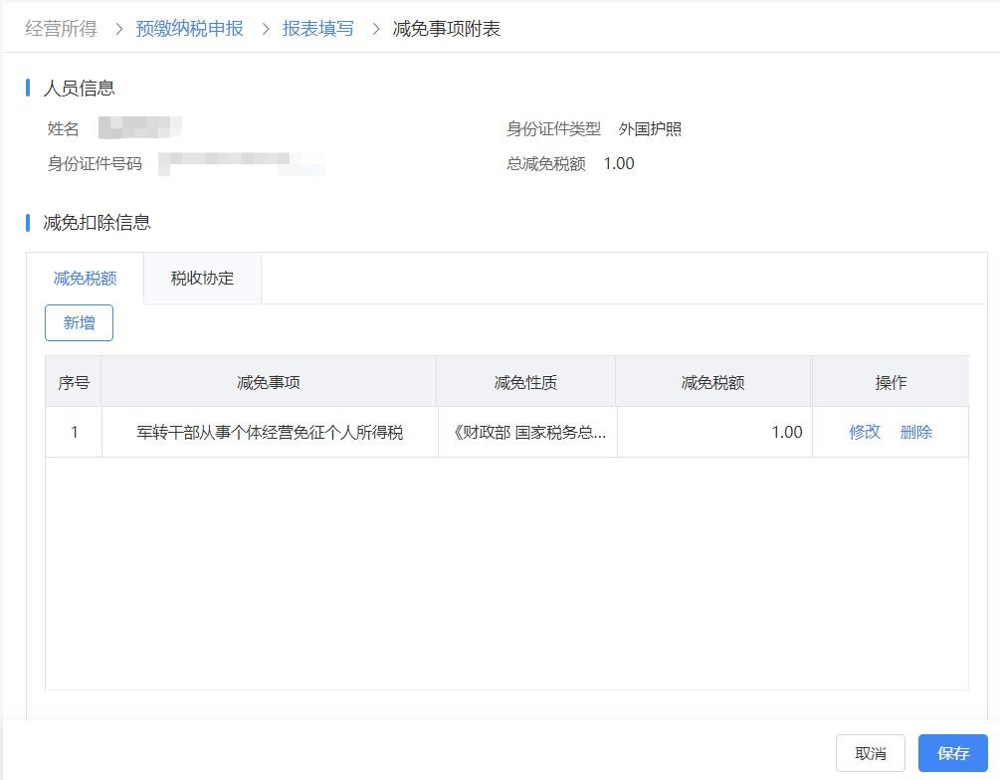 经营所得 > 预缴纳税申报 > 报表填写 > 减免事项附表
人员信息
姓名 身份证件类型 外国护照
身份证件号码 总减免税额 1.00
减免扣除信息
减免税额 税收协定
新增
序号 减免事项 减免性质 减免税额 操作
1 军转干部从事个体经营免征个人所得税 《财政部 国家税务总... 1.00 修改 删除
取消 保存